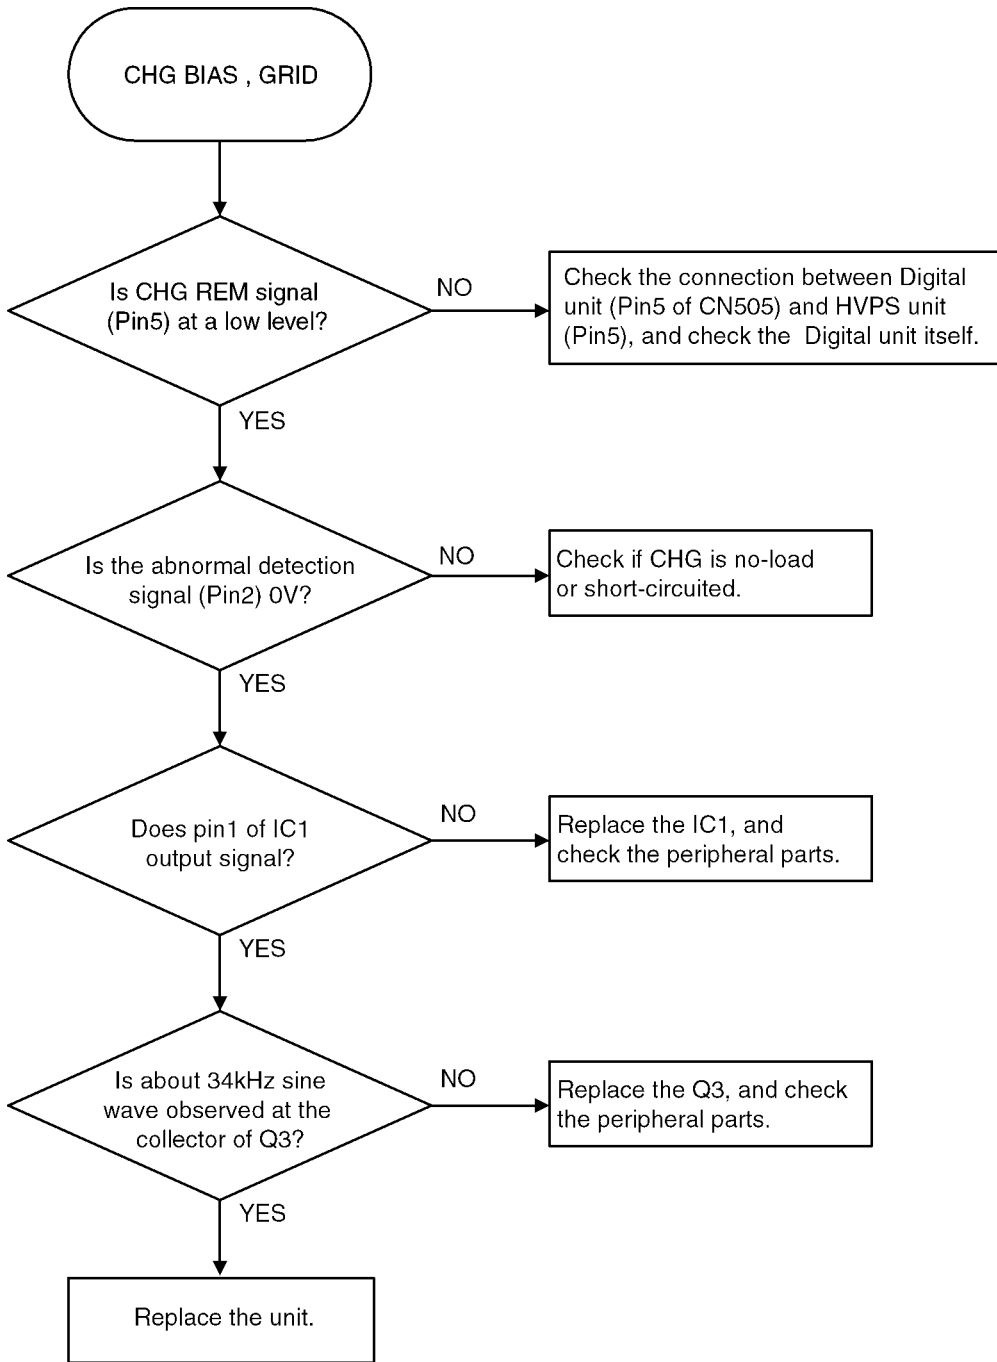 CHG BIAS , GRID
Is CHG REM signal
(Pin5) at a low level?
NO
Check the connection between Digital
unit (Pin5 of CN505) and HVPS unit
(Pin5), and check the  Digital unit itself.
YES
Is the abnormal detection
signal (Pin2) 0V?
NO
Check if CHG is no-load
or short-circuited.
YES
Does pin1 of IC1
output signal?
NO
Replace the IC1, and
check the peripheral parts.
YES
Is about 34kHz sine
wave observed at the
collector of Q3?
NO
Replace the Q3, and check
the peripheral parts.
YES
Replace the unit.